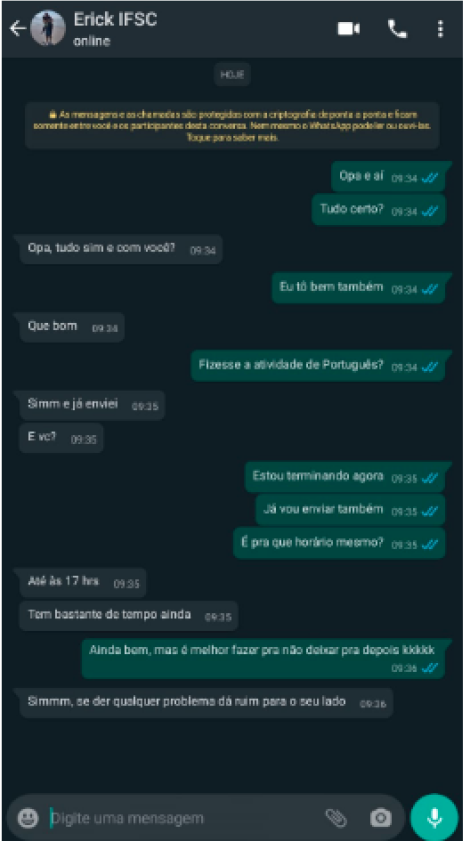 Erick IFSC
online
HOJE
As mensagens e as chamadas são protegidas com a criptografia de ponta a ponta e ficam
somente entre você e os participantes desta conversa. Nem mesmo o WhatsApp pode ler ou ouvi-las.
Toque para saber mais.
Opa e aí 09:34
Tudo certo? 09:34
Opa, tudo sim e com você? 09:34
Eu tô bem também 09:34
Que bom 09:34
Fizesse a atividade de Português? 09:34
Simm e já enviei 09:35
E vc? 09:35
Estou terminando agora 09:35
Já vou enviar também 09:35
É pra que horário mesmo? 09:35
Até às 17 hrs 09:35
Tem bastante de tempo ainda 09:35
Ainda bem, mas é melhor fazer pra não deixar pra depois kkkkk
09:36
Simmm, se der qualquer problema dá ruim para o seu lado 09:36
Digite uma mensagem